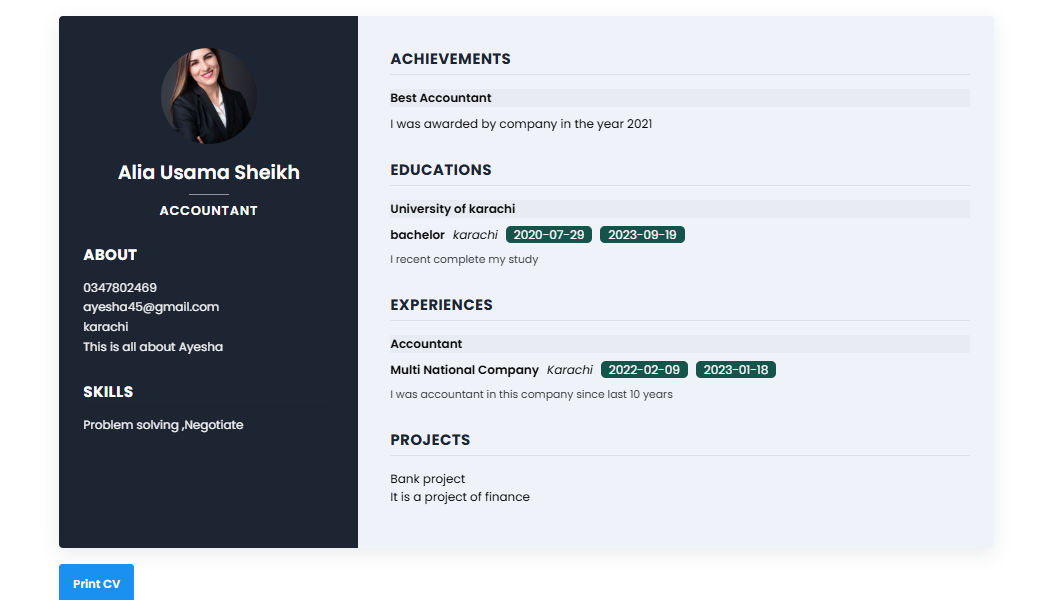 Alia Usama Sheikh
ACCOUNTANT
ABOUT
0347802469
ayesha45@gmail.com
karachi
This is all about Ayesha
SKILLS
Problem solving ,Negotiate
ACHIEVEMENTS
Best Accountant
I was awarded by company in the year 2021
EDUCATIONS
University of karachi
bachelor karachi 2020-07-29 2023-09-19
I recent complete my study
EXPERIENCES
Accountant
Multi National Company Karachi 2022-02-09 2023-01-18
I was accountant in this company since last 10 years
PROJECTS
Bank project
It is a project of finance
Print CV